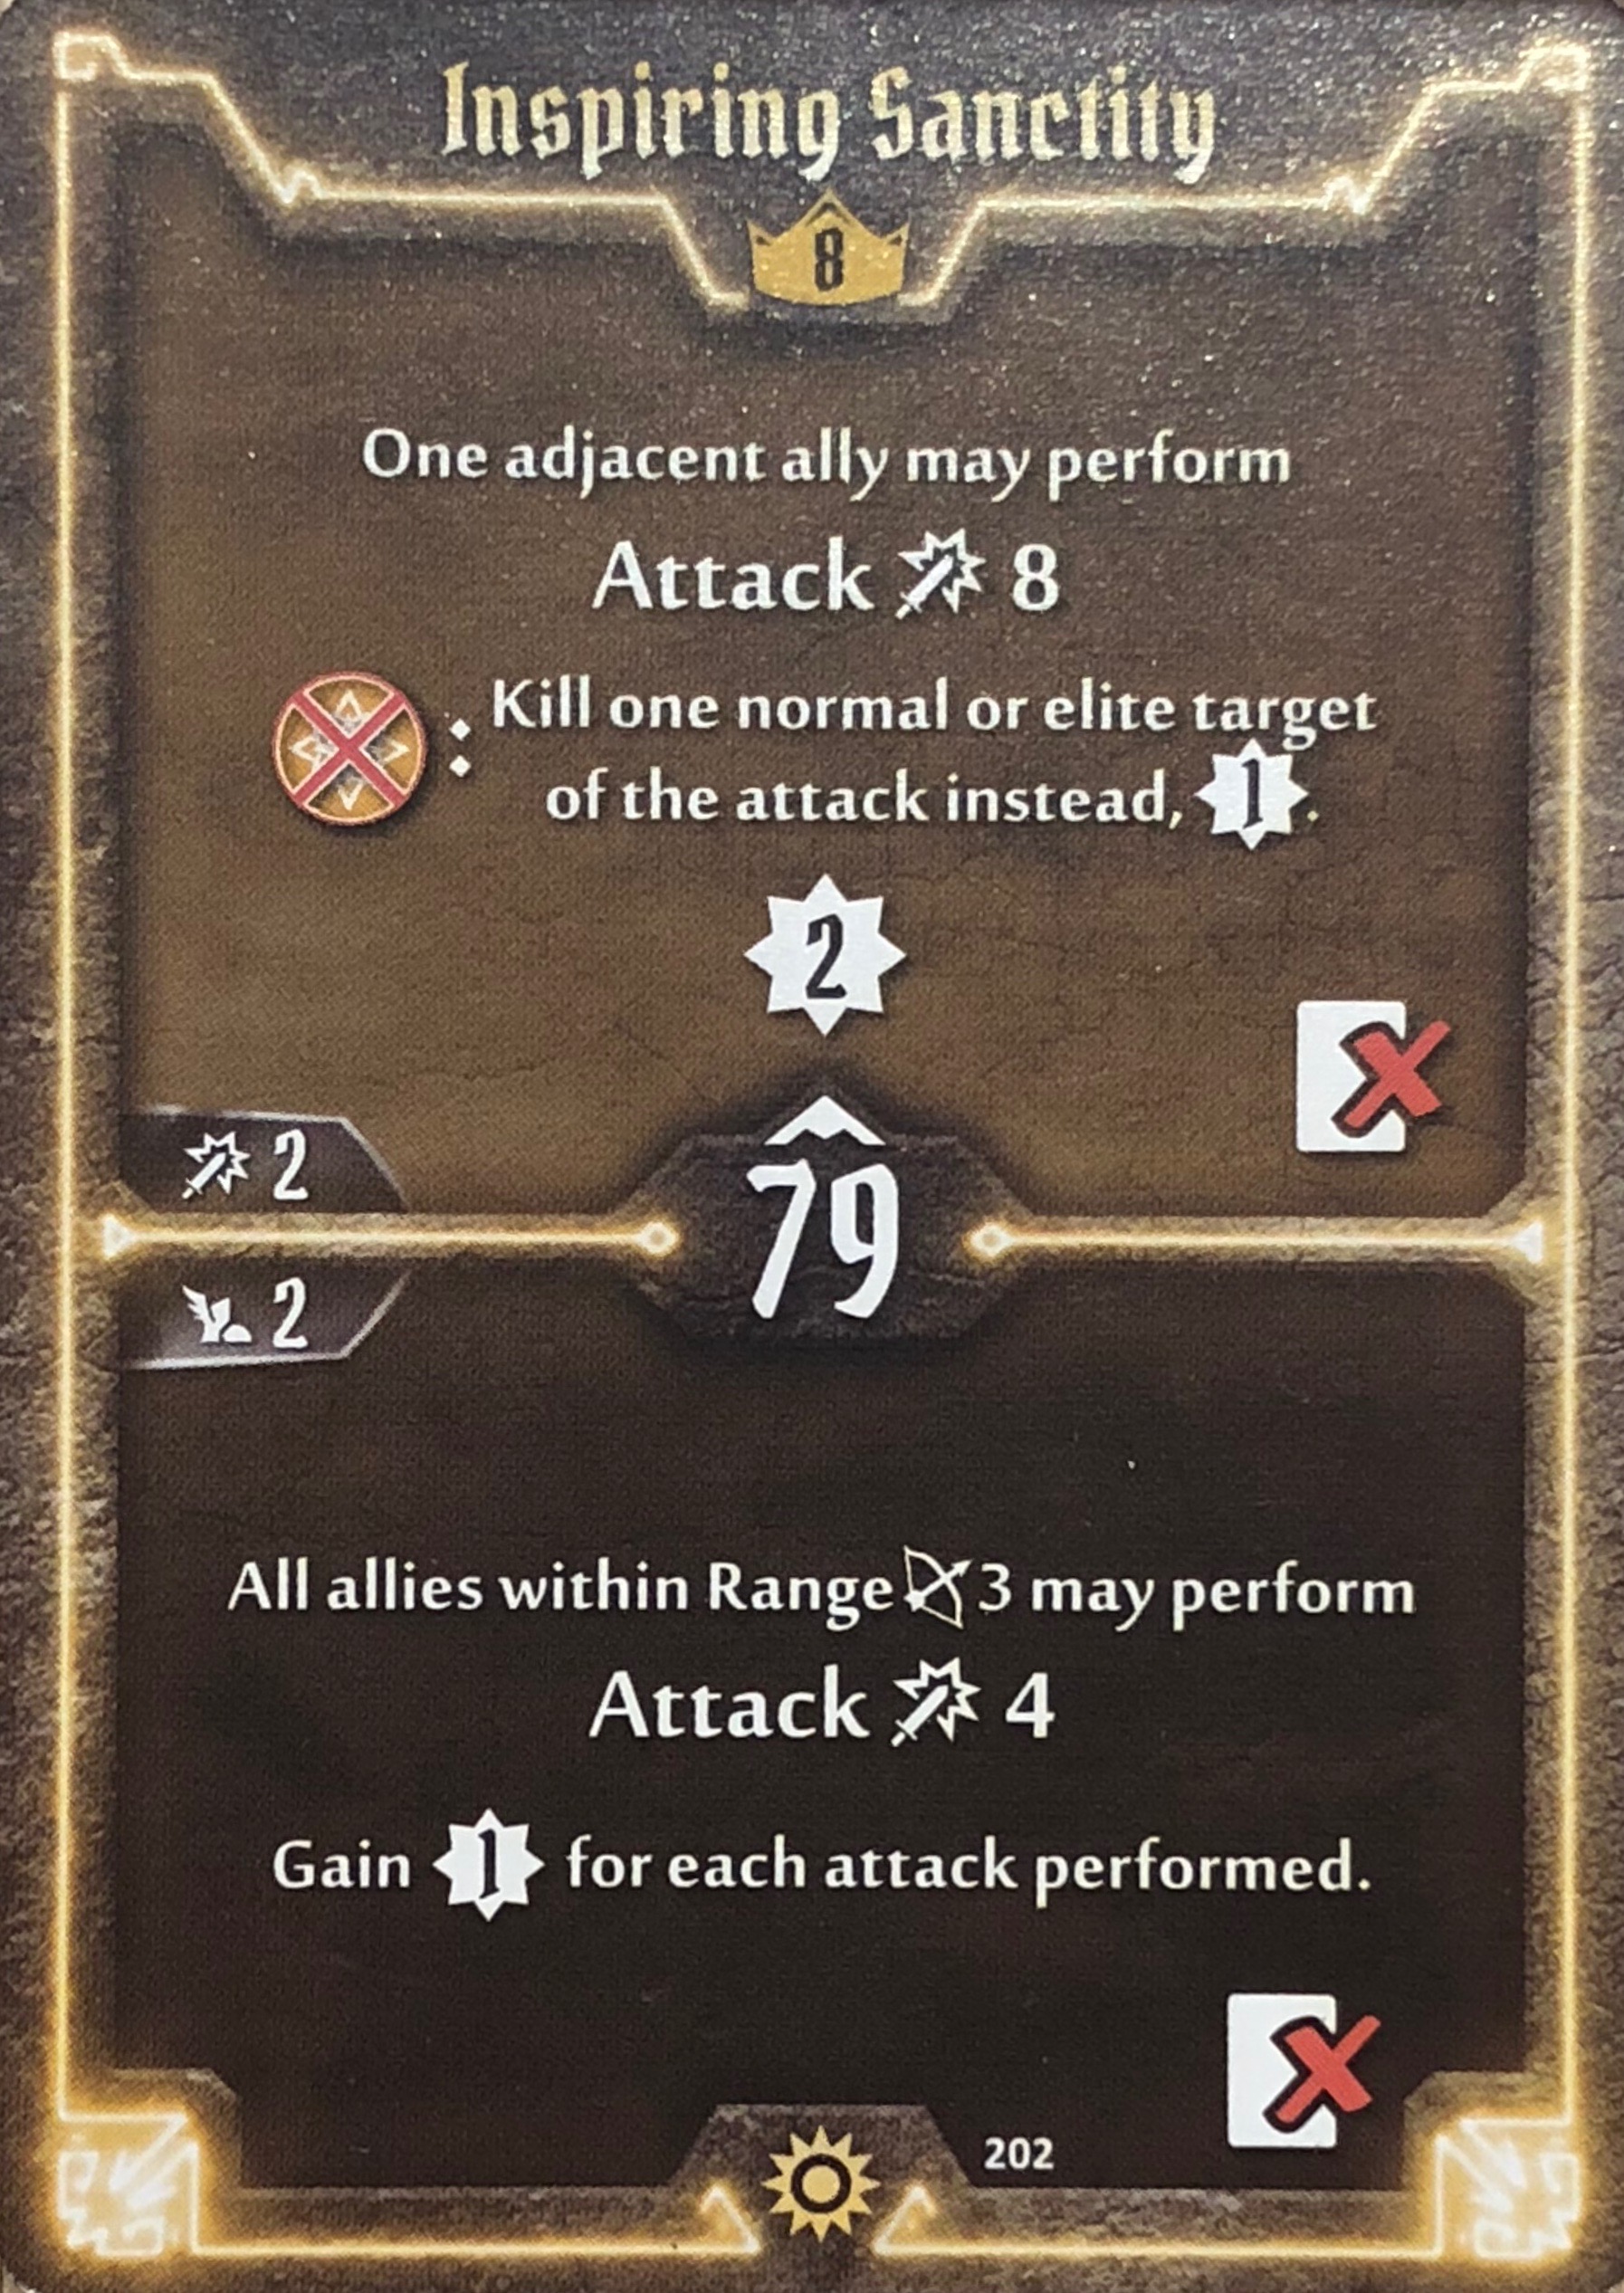 Inspiring Sanctity
8
One adjacent ally may perform
Attack 8
: Kill one normal or elite target
of the attack instead, 1.
2
2
79
2
All allies within Range 3 may perform
Attack 4
Gain 1 for each attack performed.
202